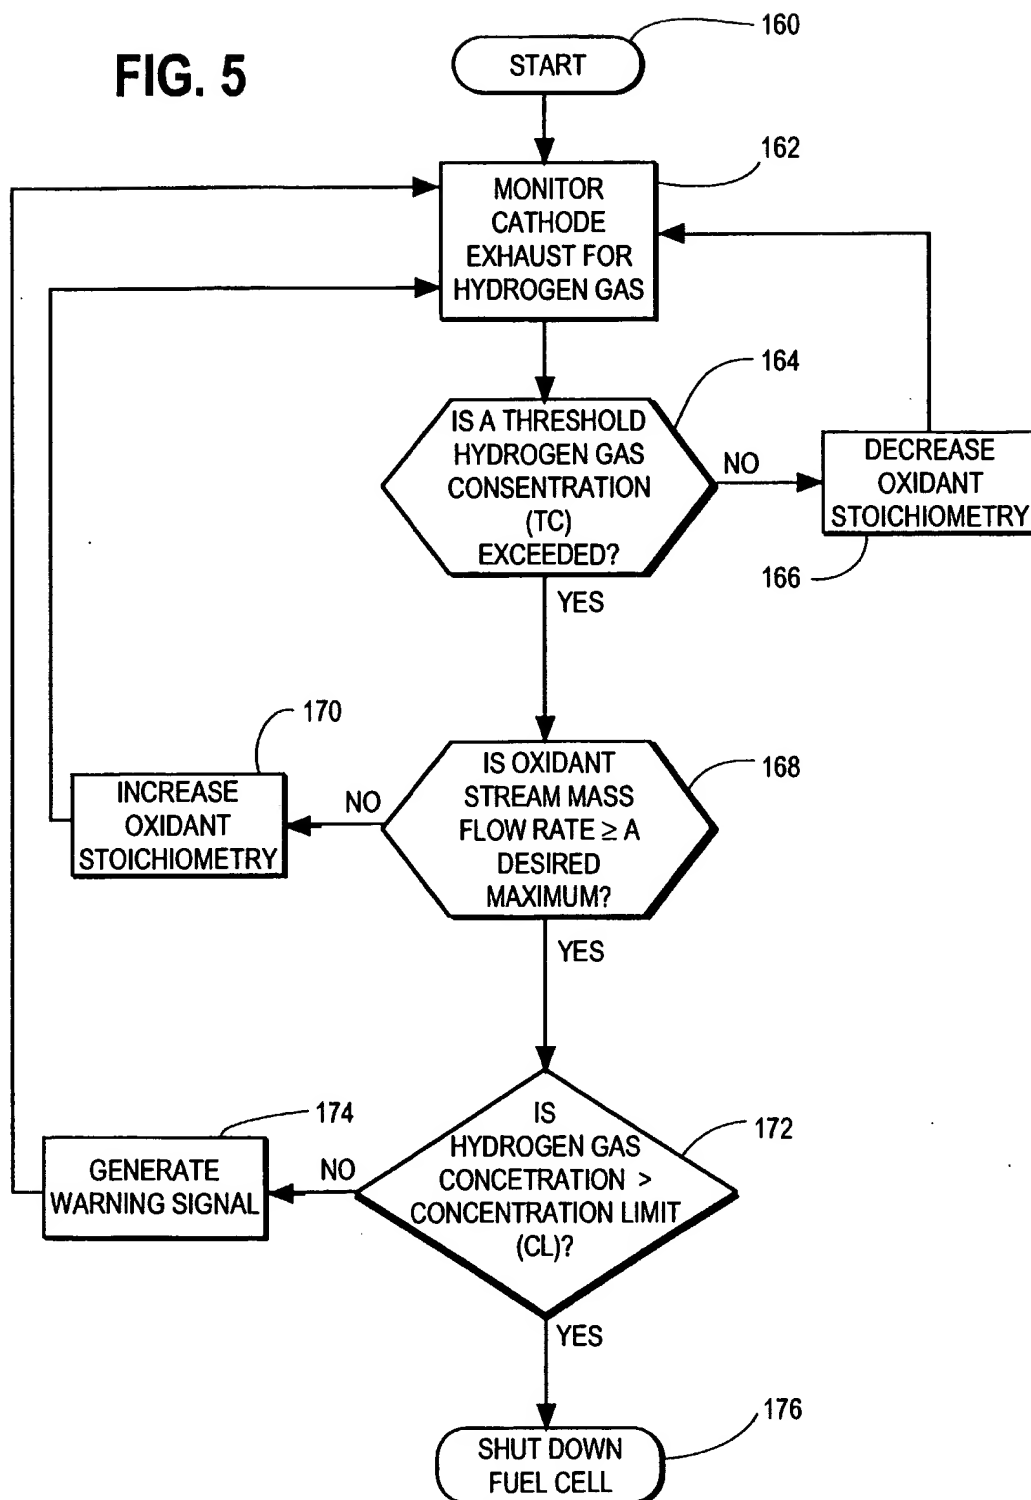 FIG. 5
160
START
162
MONITOR
CATHODE
EXHAUST FOR
HYDROGEN GAS
164
IS A THRESHOLD
HYDROGEN GAS
CONSENTRATION
(TC)
EXCEEDED?
NO
DECREASE
OXIDANT
STOICHIOMETRY
166
YES
170
INCREASE
OXIDANT
STOICHIOMETRY
NO
168
IS OXIDANT
STREAM MASS
FLOW RATE ≥ A
DESIRED
MAXIMUM?
YES
174
GENERATE
WARNING SIGNAL
NO
172
IS
HYDROGEN GAS
CONCETRATION >
CONCENTRATION LIMIT
(CL)?
YES
176
SHUT DOWN
FUEL CELL